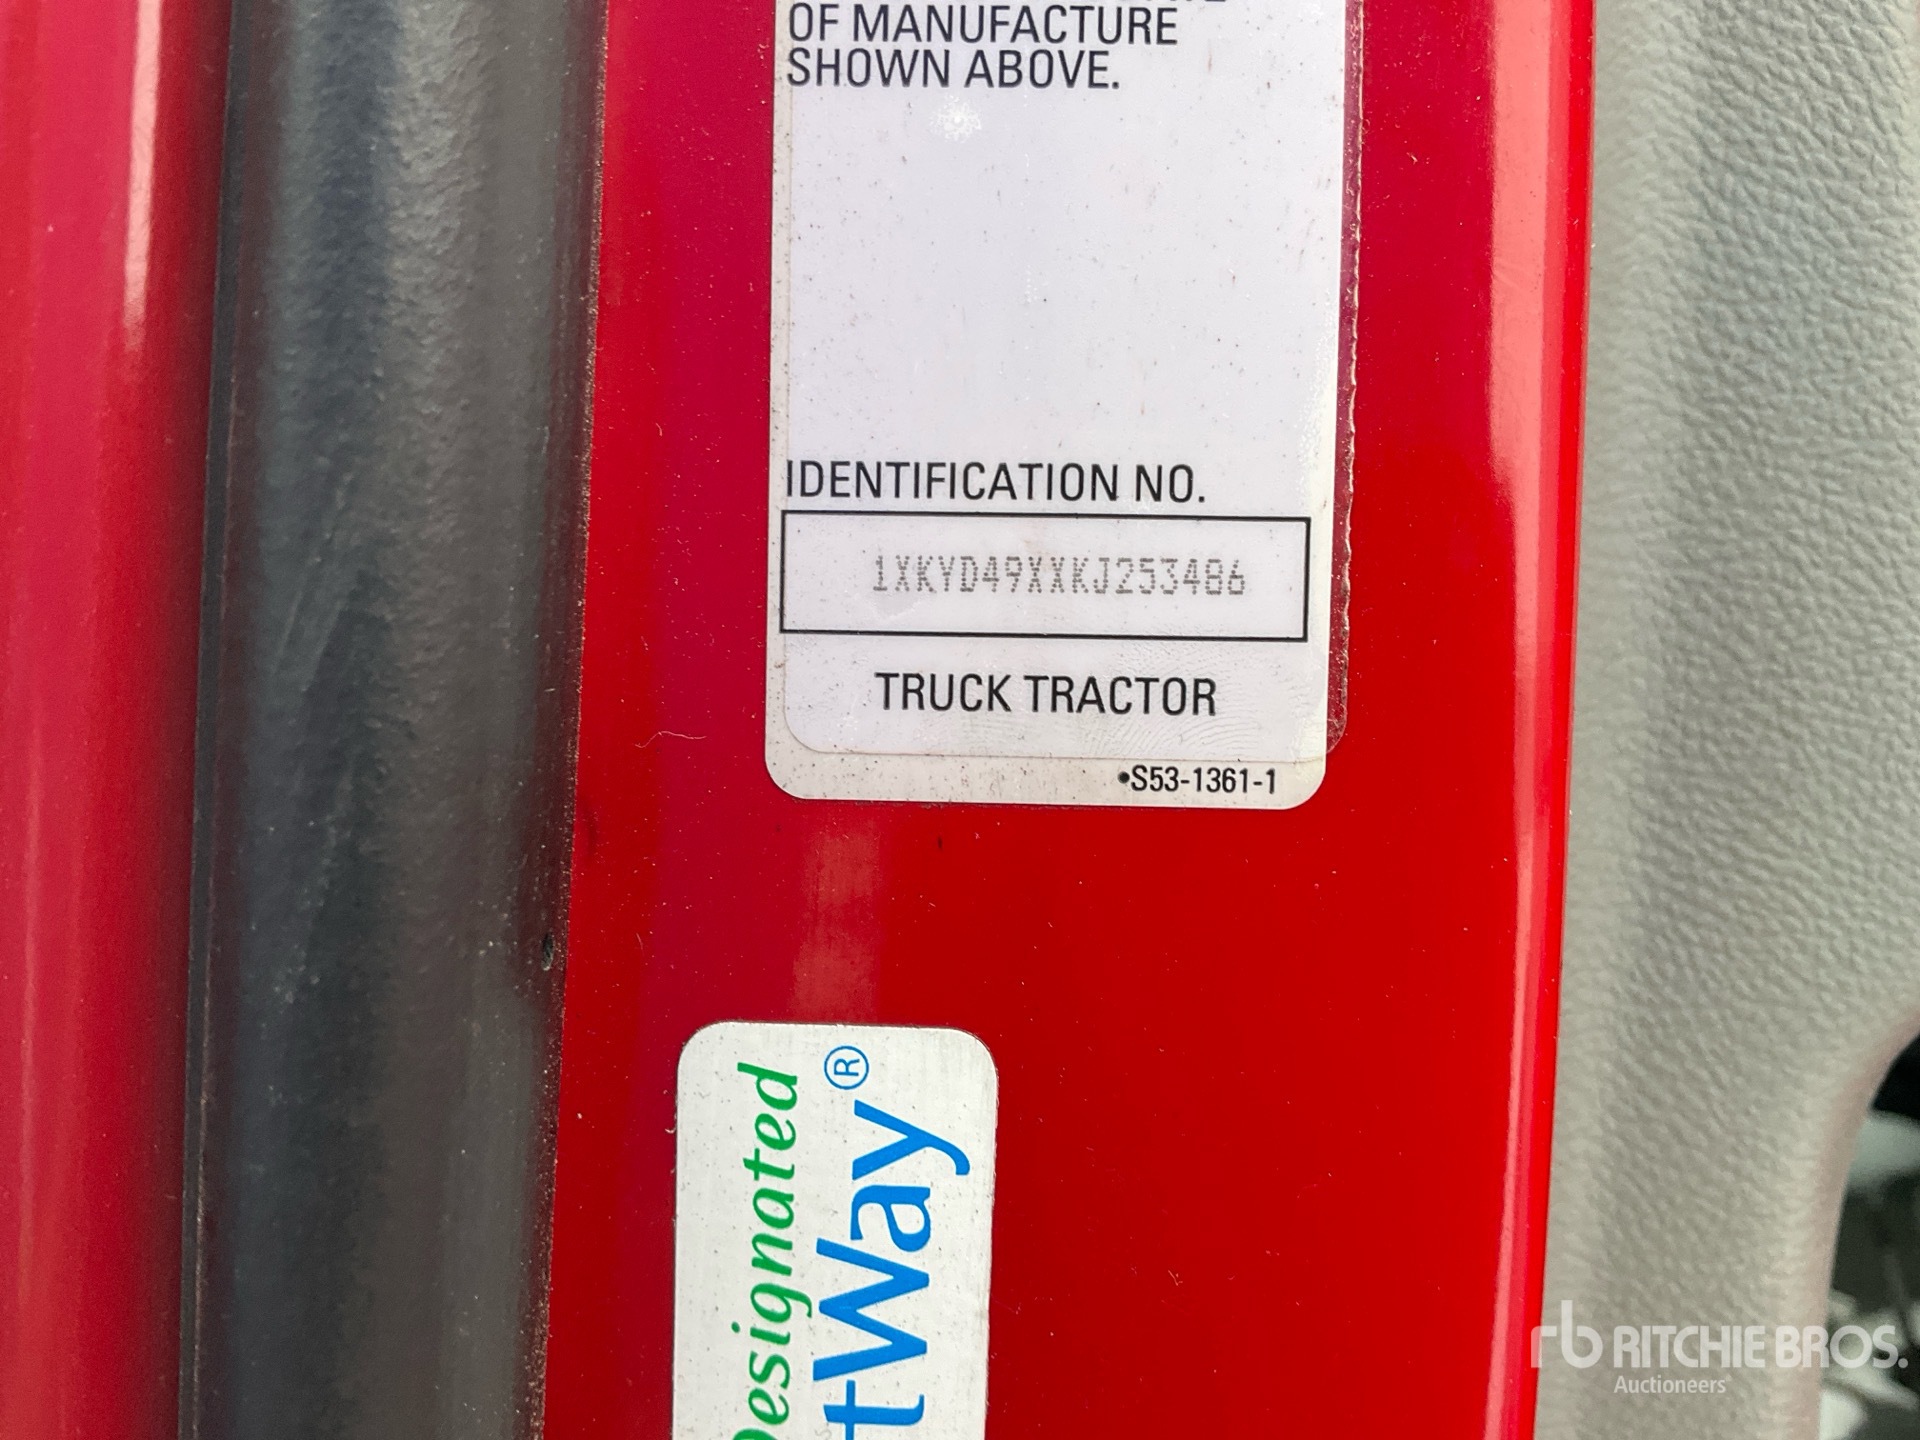 OF MANUFACTURE
SHOWN ABOVE.
IDENTIFICATION NO.
1XKYD49XXKJ253486
TRUCK TRACTOR
•S53-1361-1
Designated
tWay®
RITCHIE BROS.
Auctioneers